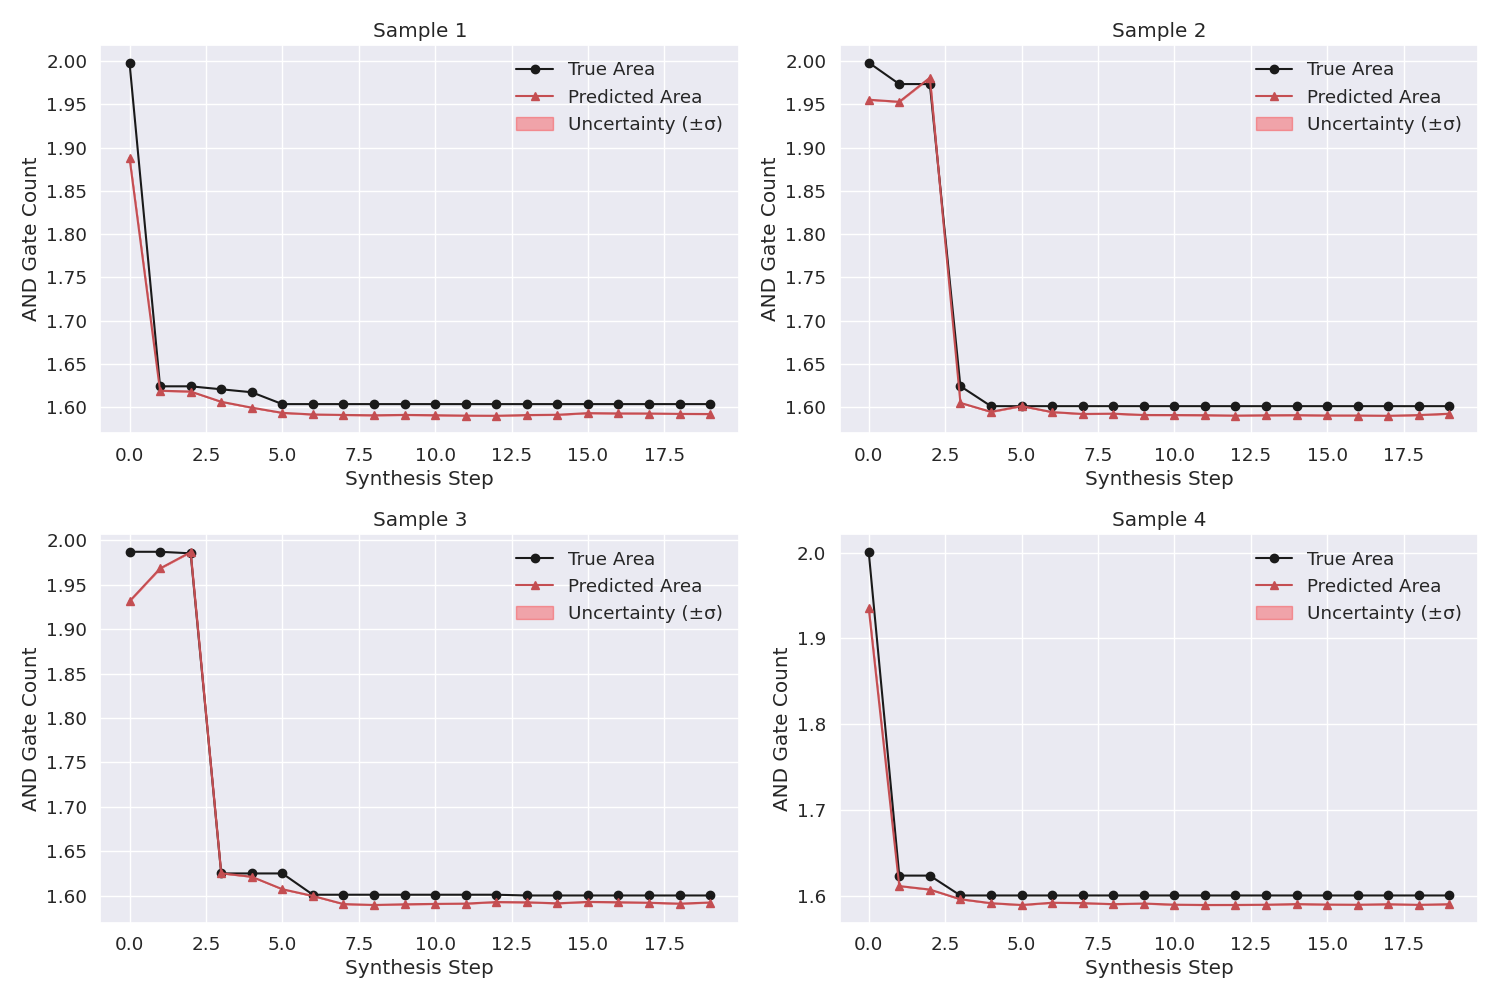 Sample 1
2.00
1.95
1.90
1.85
1.80
1.75
1.70
1.65
1.60
AND Gate Count
True Area
Predicted Area
Uncertainty (±σ)
0.0 2.5 5.0 7.5 10.0 12.5 15.0 17.5
Synthesis Step
Sample 2
2.00
1.95
1.90
1.85
1.80
1.75
1.70
1.65
1.60
AND Gate Count
True Area
Predicted Area
Uncertainty (±σ)
0.0 2.5 5.0 7.5 10.0 12.5 15.0 17.5
Synthesis Step
Sample 3
2.00
1.95
1.90
1.85
1.80
1.75
1.70
1.65
1.60
AND Gate Count
True Area
Predicted Area
Uncertainty (±σ)
0.0 2.5 5.0 7.5 10.0 12.5 15.0 17.5
Synthesis Step
Sample 4
2.0
1.9
1.8
1.7
1.6
AND Gate Count
True Area
Predicted Area
Uncertainty (±σ)
0.0 2.5 5.0 7.5 10.0 12.5 15.0 17.5
Synthesis Step